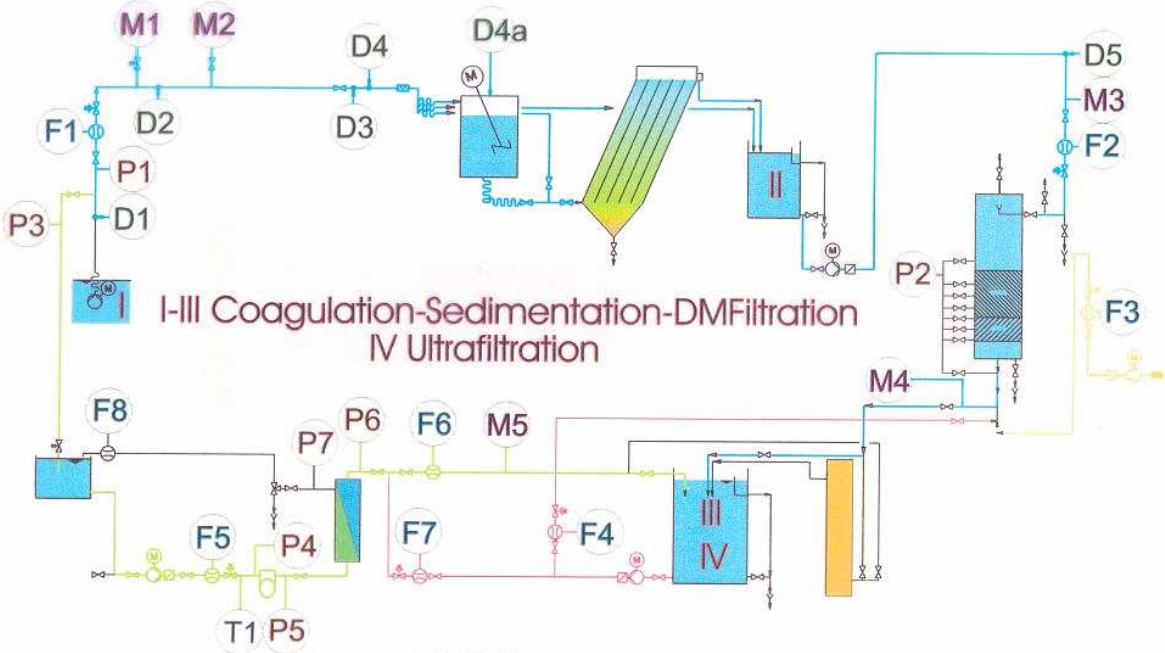 M1
M2
D4
D4a
D5
M
M3
F1
D2
D3
F2
P1
II
P3
D1
M
P2
M
I
I-III Coagulation-Sedimentation-DMFiltration
IV Ultrafiltration
F3
M
M4
F8
P6
F6
M5
P7
III
F5
P4
F7
F4
IV
M
M
T1
P5